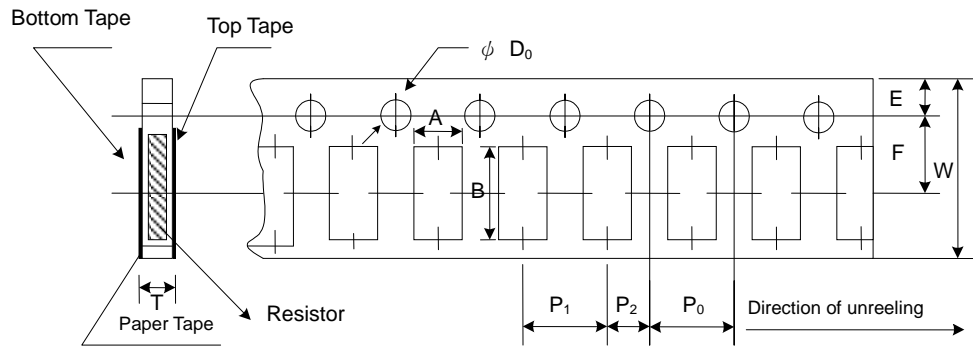 Bottom Tape
Top Tape
ψ D₀
E
A
F
B
W
T
P₁
P₂
P₀
Direction of unreeling
Resistor
Paper Tape